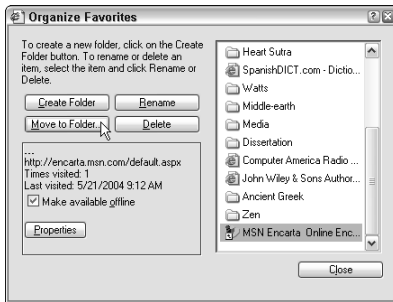 Organize Favorites
To create a new folder, click on the Create
Folder button. To rename or delete an
item, select the item and click Rename or
Delete.
Create Folder
Rename
Move to Folder...
Delete
...
http://encarta.msn.com/default.aspx
Times visited: 1
Last visited: 5/21/2004 9:12 AM
Make available offline
Properties
Heart Sutra
SpanishDICT.com - Dictio...
Watts
Middle-earth
Media
Dissertation
Computer America Radio ...
John Wiley & Sons Author...
Ancient Greek
Zen
MSN Encarta Online Enc...
Close